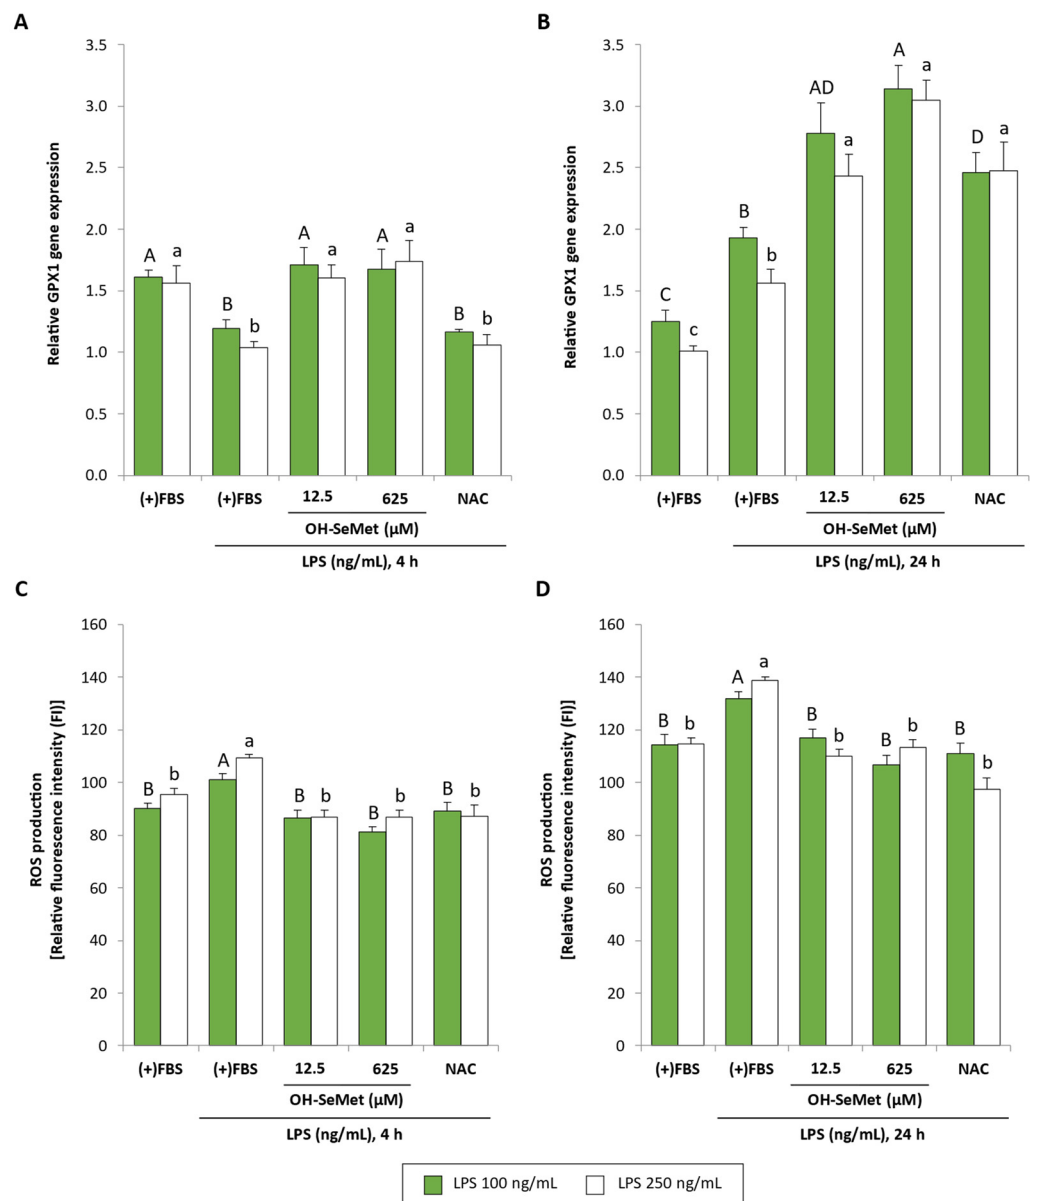 A
Relative GPX1 gene expression
3.5
3.0
2.5
2.0
1.5
1.0
0.5
0.0
A a B b A a A a B b
(+)FBS (+)FBS 12.5 625 NAC
OH-SeMet (µM)
LPS (ng/mL), 4 h
B
Relative GPX1 gene expression
3.5
3.0
2.5
2.0
1.5
1.0
0.5
0.0
C c B b AD a A a D a
(+)FBS (+)FBS 12.5 625 NAC
OH-SeMet (µM)
LPS (ng/mL), 24 h
C
ROS production
[Relative fluorescence intensity (FI)]
160
140
120
100
80
60
40
20
0
B b A a B b B b B b
(+)FBS (+)FBS 12.5 625 NAC
OH-SeMet (µM)
LPS (ng/mL), 4 h
D
ROS production
[Relative fluorescence intensity (FI)]
160
140
120
100
80
60
40
20
0
B b A a B b B b B b
(+)FBS (+)FBS 12.5 625 NAC
OH-SeMet (µM)
LPS (ng/mL), 24 h
LPS 100 ng/mL LPS 250 ng/mL